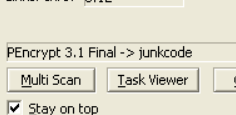 PEncrypt 3.1 Final -> junkcode
Multi Scan Task Viewer
Stay on top